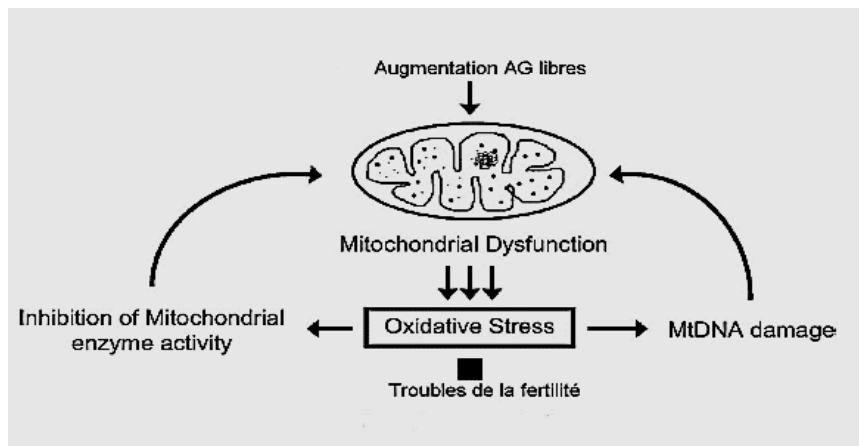 Augmentation AG libres
Mitochondrial Dysfunction
Inhibition of Mitochondrial
enzyme activity
Oxidative Stress
MtDNA damage
Troubles de la fertilité